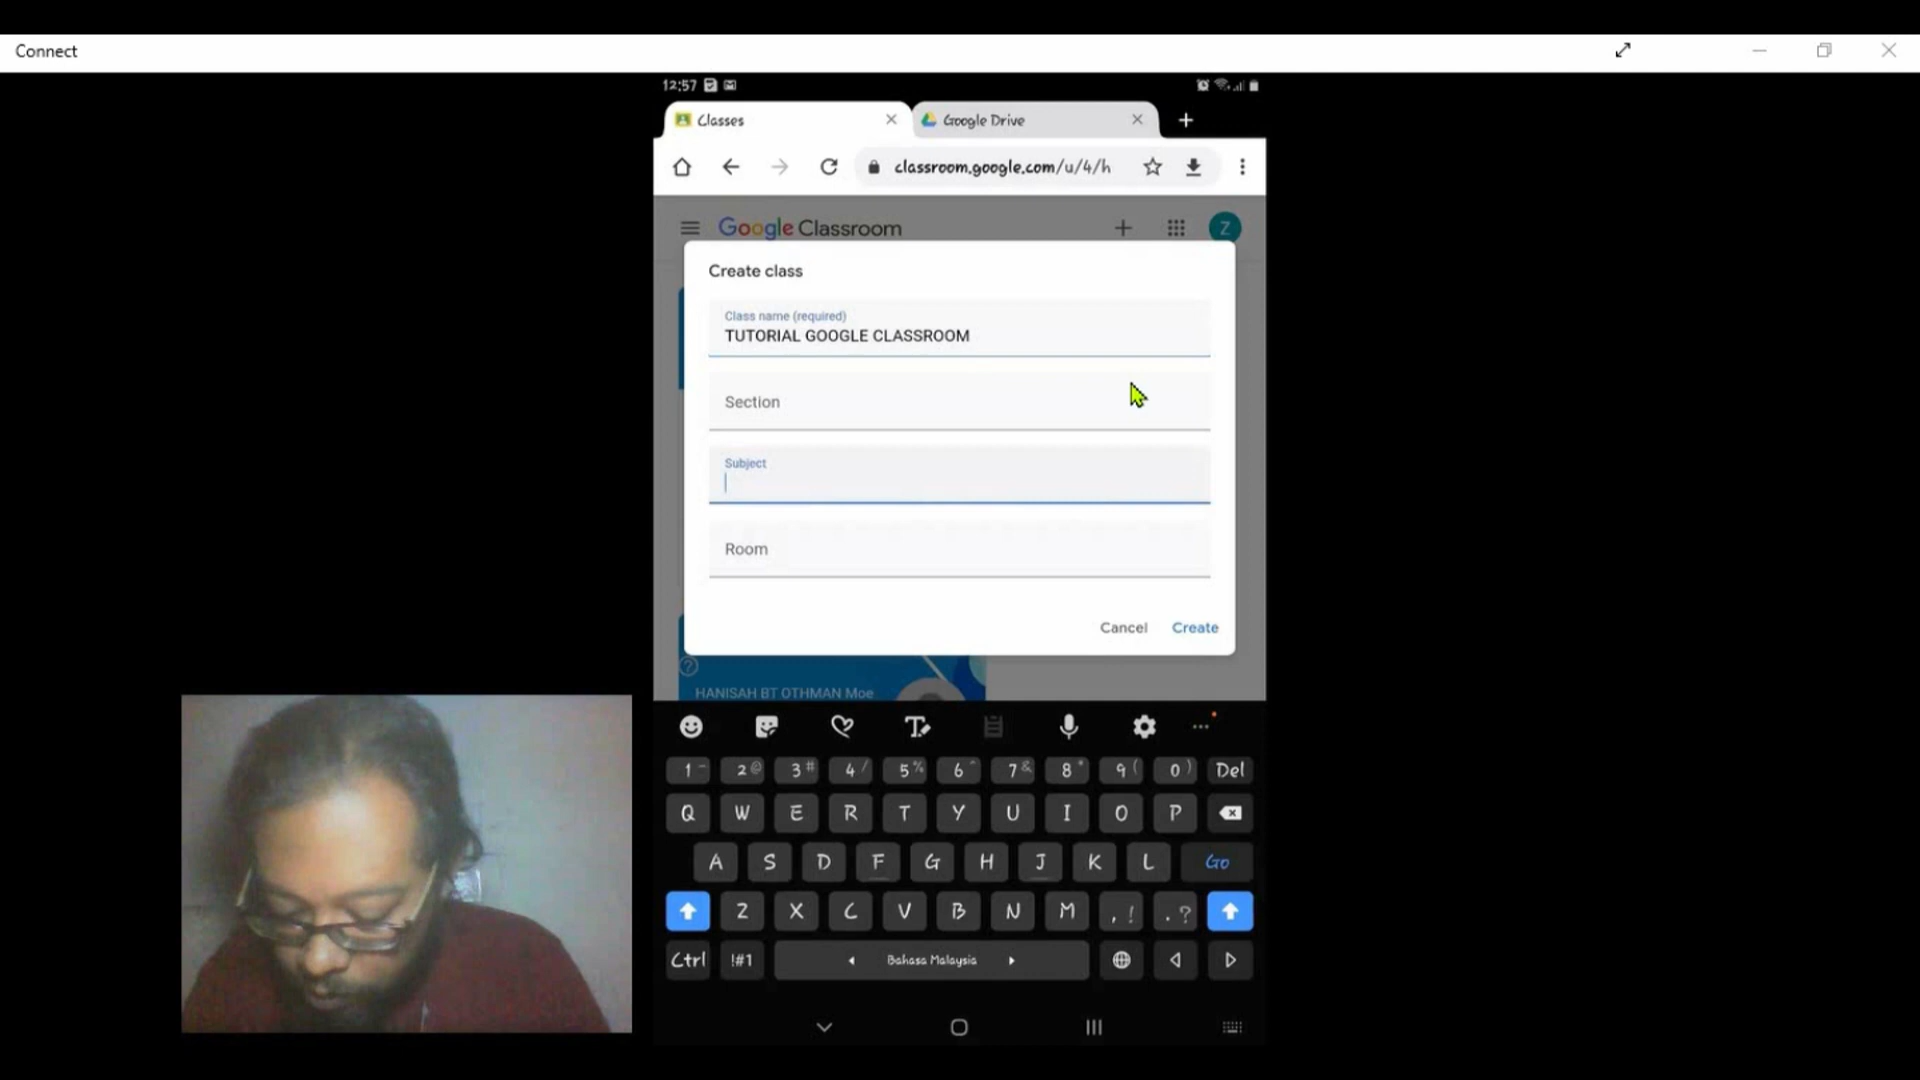 Connect
12:57
Classes
Google Drive
classroom.google.com/u/4/h
Google Classroom
Z
Create class
Class name (required)
TUTORIAL GOOGLE CLASSROOM
Section
Subject
Room
Cancel Create
HANISAH BT OTHMAN Moe
1 - 2 @ 3 # 4 / 5 % 6 ^ 7 & 8 * 9 ( 0 ) Del
Q W E R T Y U I O P
A S D F G H J K L Go
Z X C V B N M , ! . ?
Ctrl !#1 Bahasa Malaysia